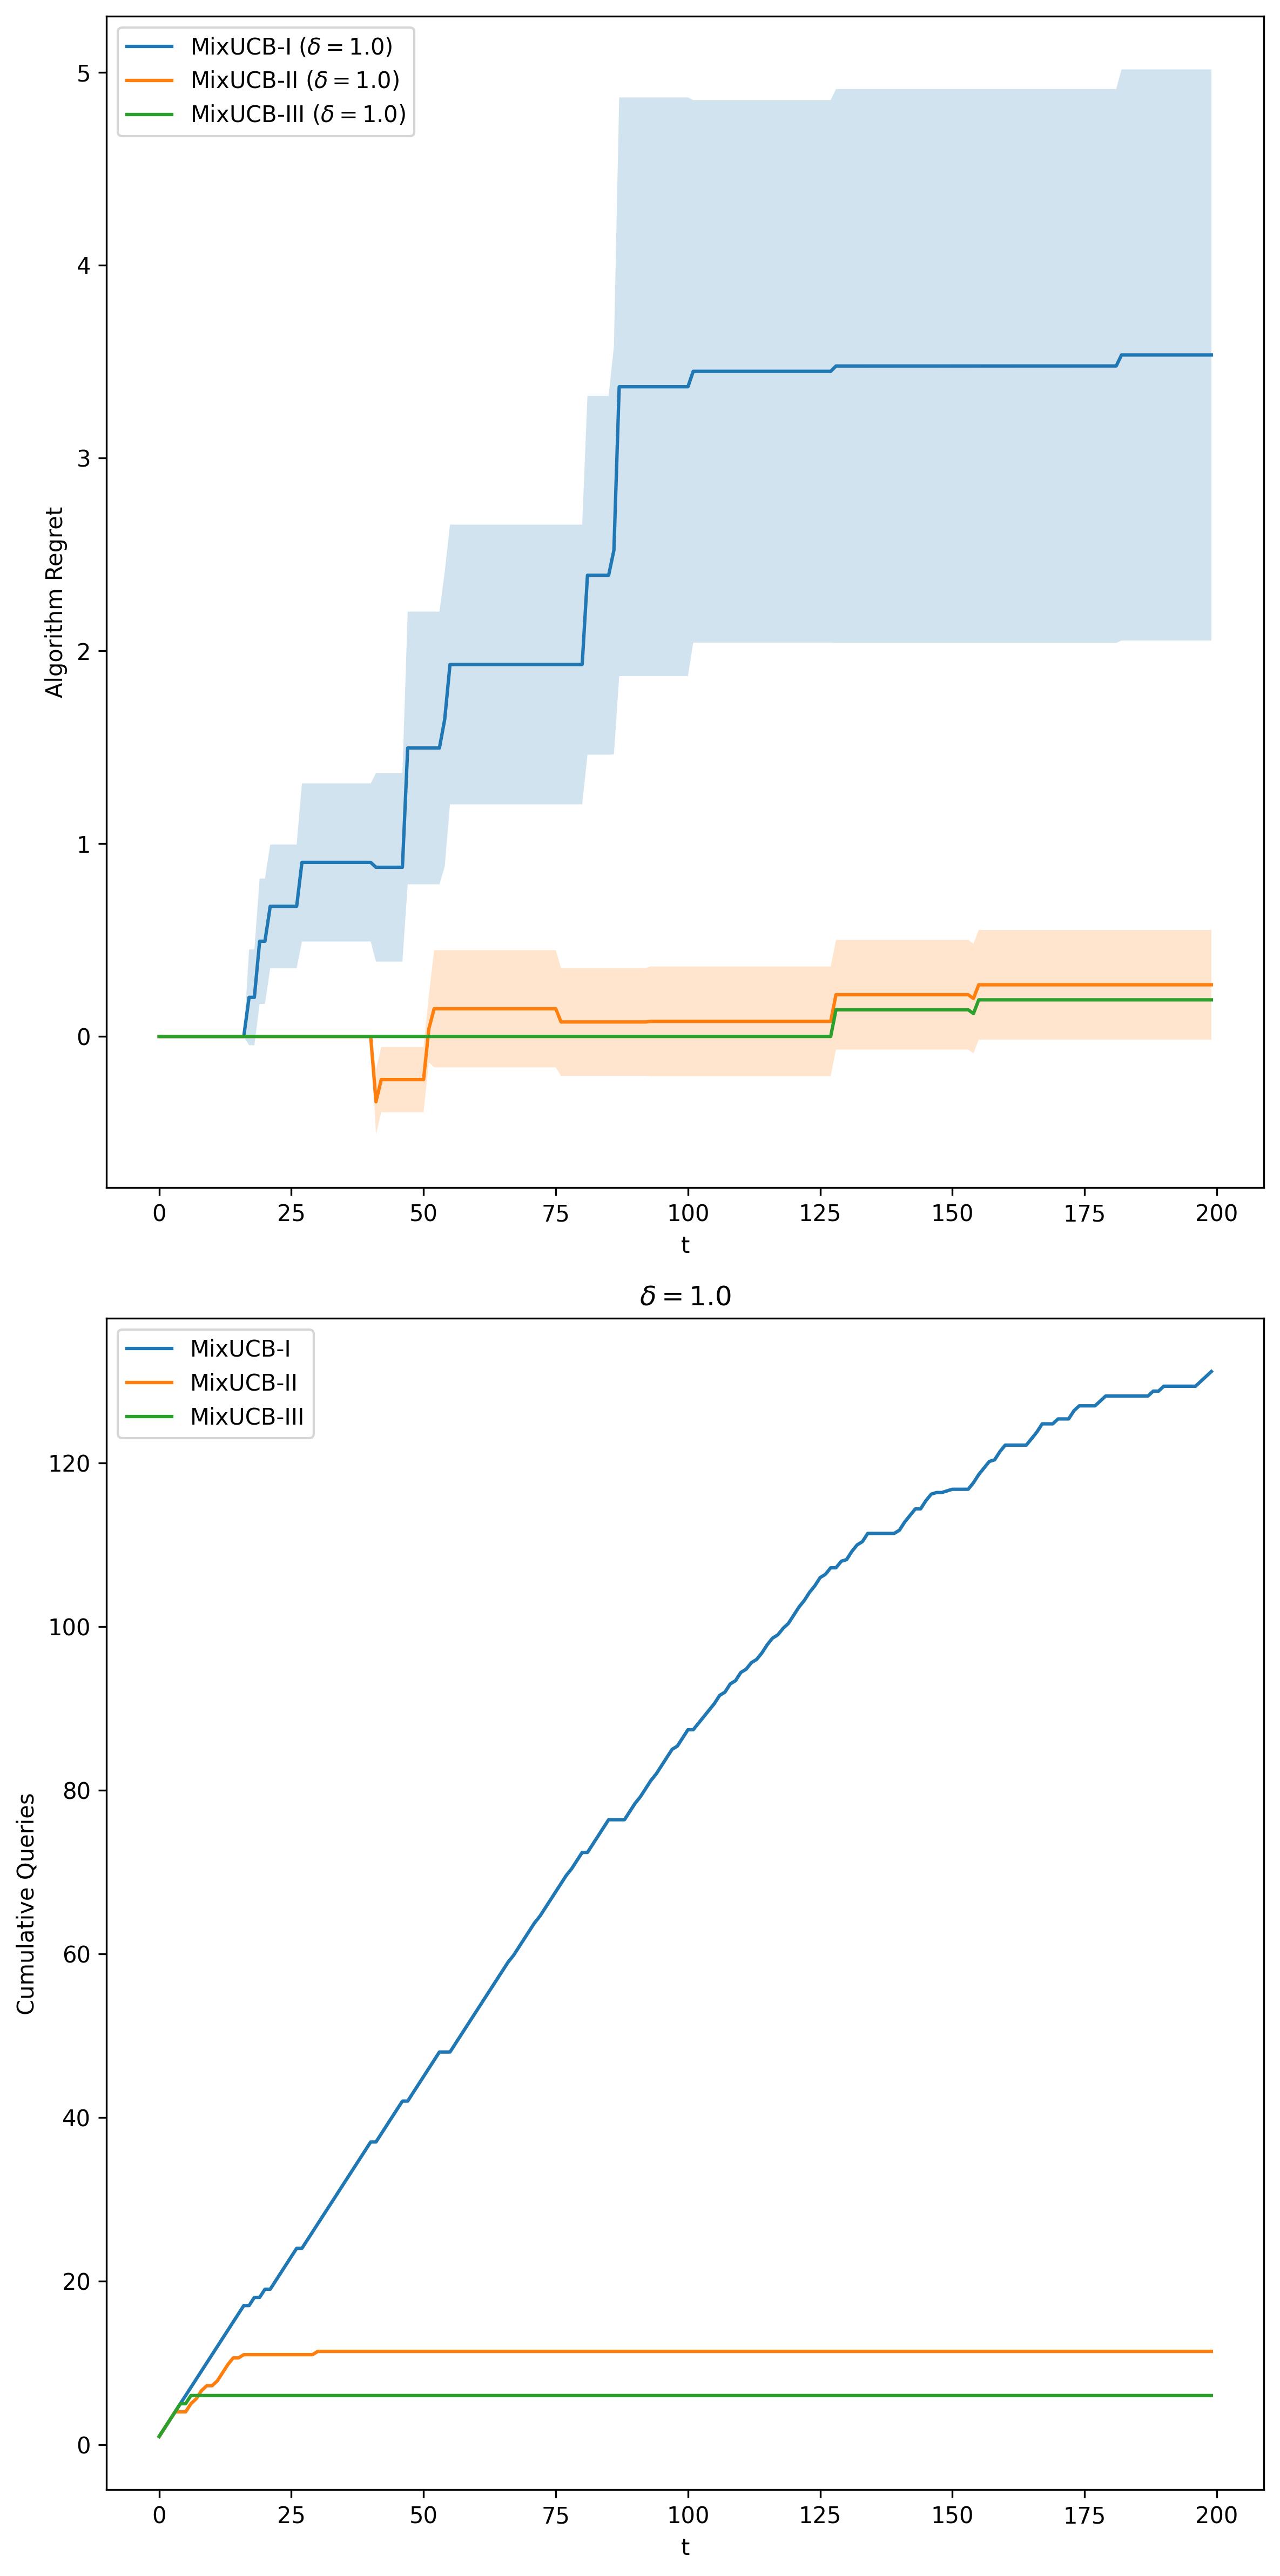 MixUCB-I (δ = 1.0)
MixUCB-II (δ = 1.0)
MixUCB-III (δ = 1.0)
5
4
3
2
1
0
Algorithm Regret
0 25 50 75 100 125 150 175 200
t
δ = 1.0
MixUCB-I
MixUCB-II
MixUCB-III
120
100
80
60
40
20
0
Cumulative Queries
0 25 50 75 100 125 150 175 200
t